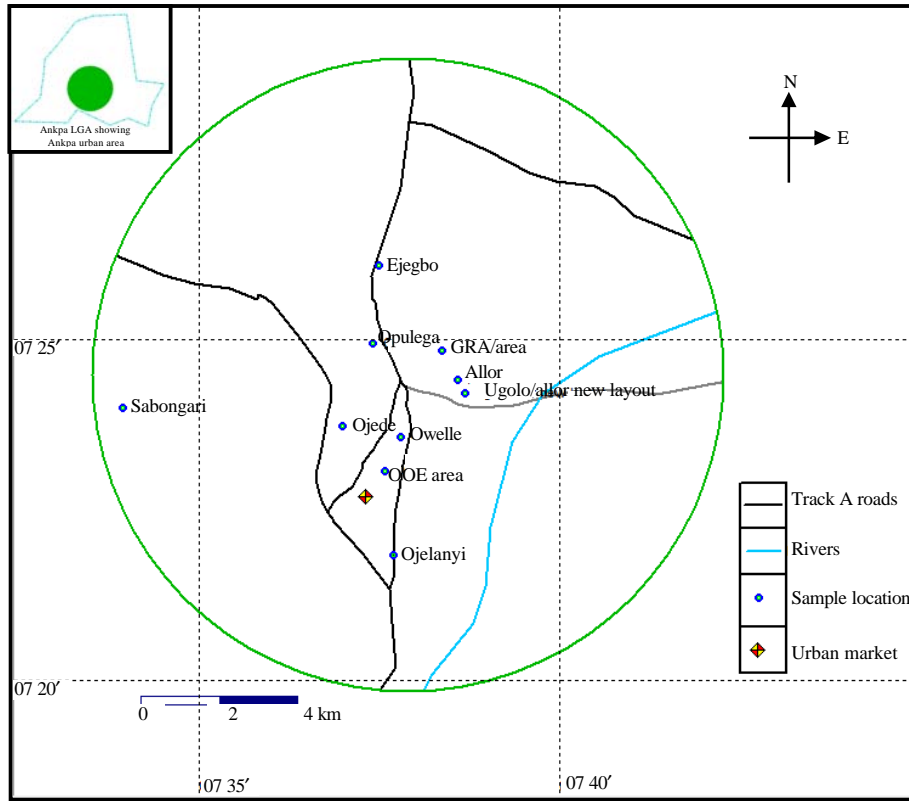 Ankpa LGA showing
Ankpa urban area
N
E
Ejegbo
07 25′
Opulega
GRA/area
Allor
Ugolo/allor new layout
Sabongari
Ojede
Owelle
OOE area
Ojelanyi
Track A roads
Rivers
Sample location
Urban market
07 20′
0 2 4 km
07 35′ 07 40′